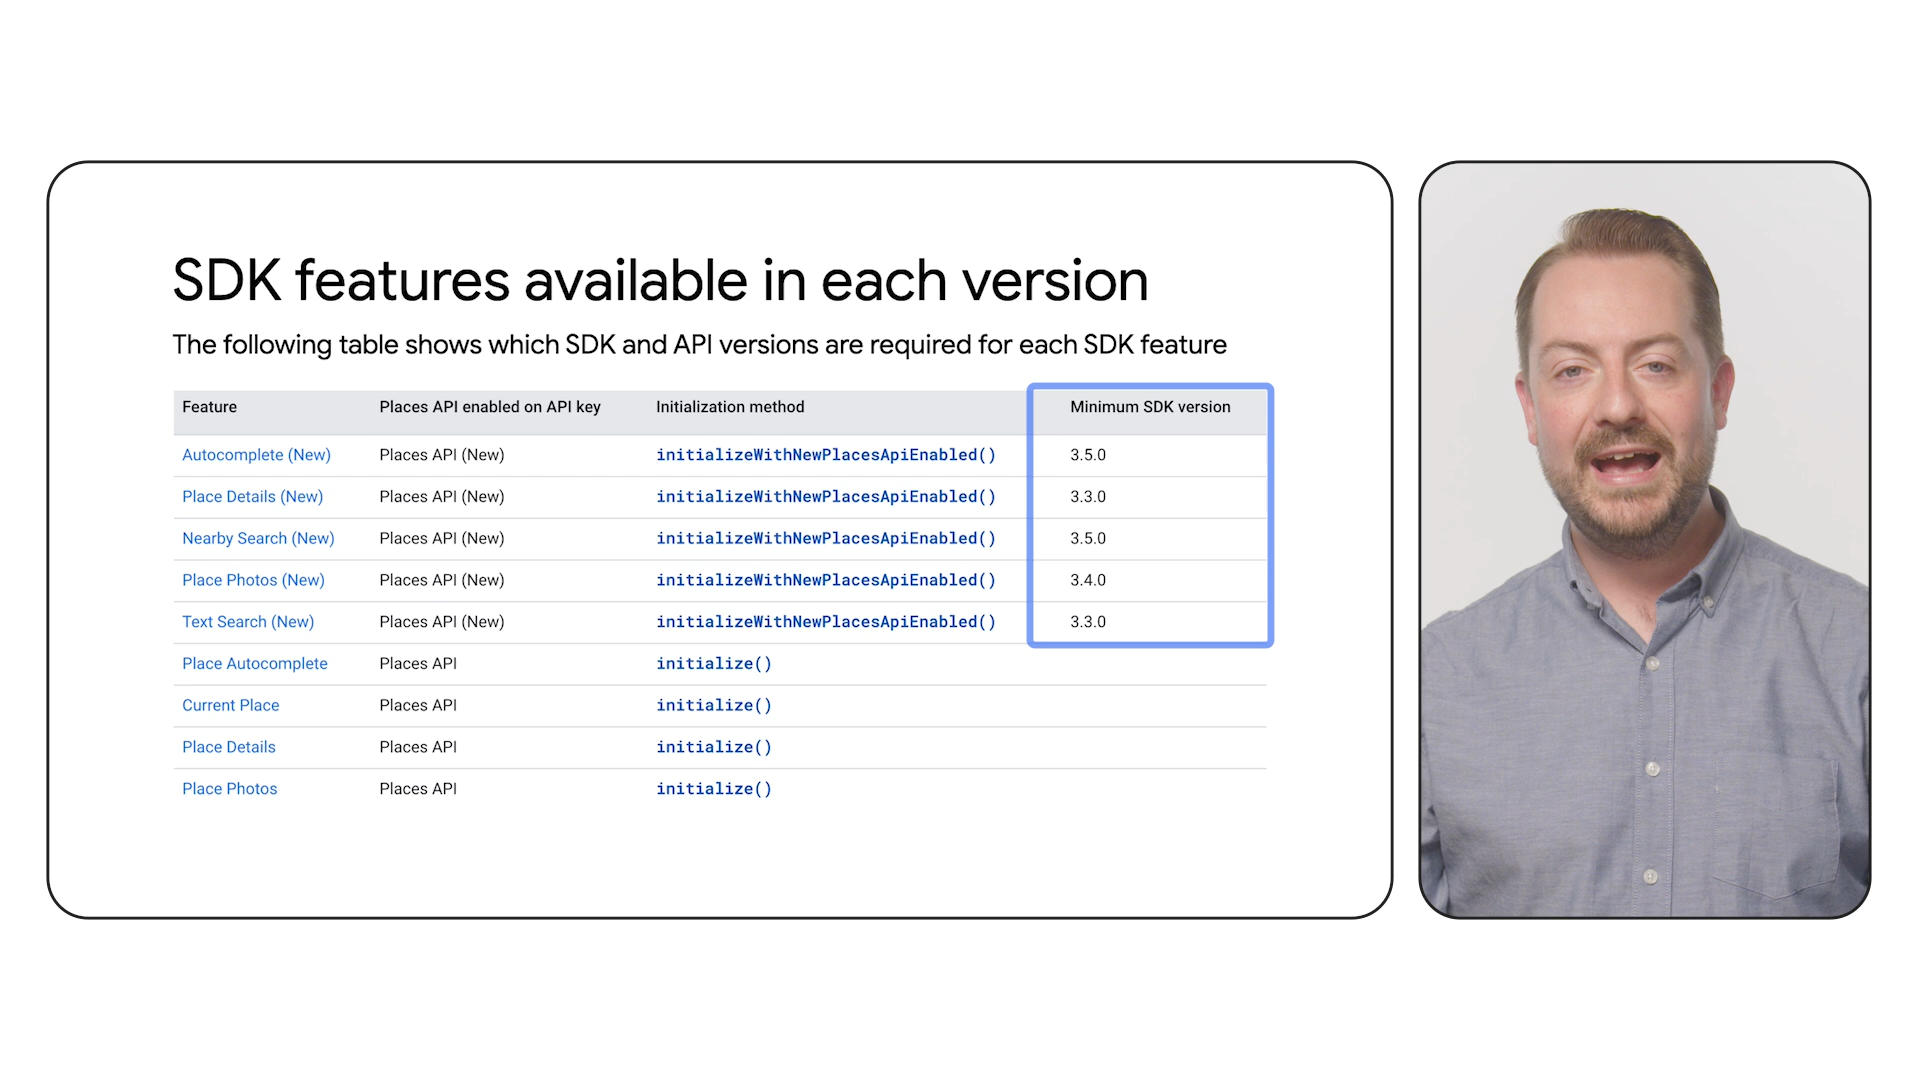 SDK features available in each version
The following table shows which SDK and API versions are required for each SDK feature
Feature Places API enabled on API key Initialization method Minimum SDK version
Autocomplete (New) Places API (New) initializeWithNewPlacesApiEnabled() 3.5.0
Place Details (New) Places API (New) initializeWithNewPlacesApiEnabled() 3.3.0
Nearby Search (New) Places API (New) initializeWithNewPlacesApiEnabled() 3.5.0
Place Photos (New) Places API (New) initializeWithNewPlacesApiEnabled() 3.4.0
Text Search (New) Places API (New) initializeWithNewPlacesApiEnabled() 3.3.0
Place Autocomplete Places API initialize()
Current Place Places API initialize()
Place Details Places API initialize()
Place Photos Places API initialize()